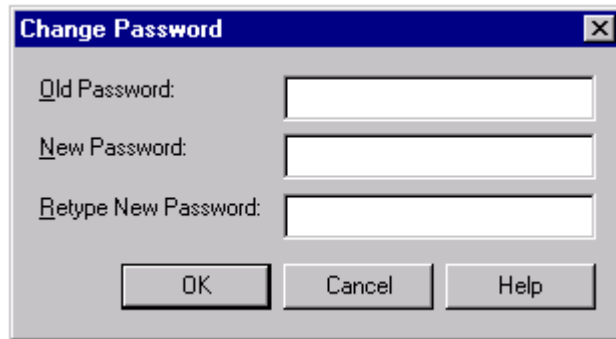 Change Password
Old Password:
New Password:
Retype New Password:
OK Cancel Help